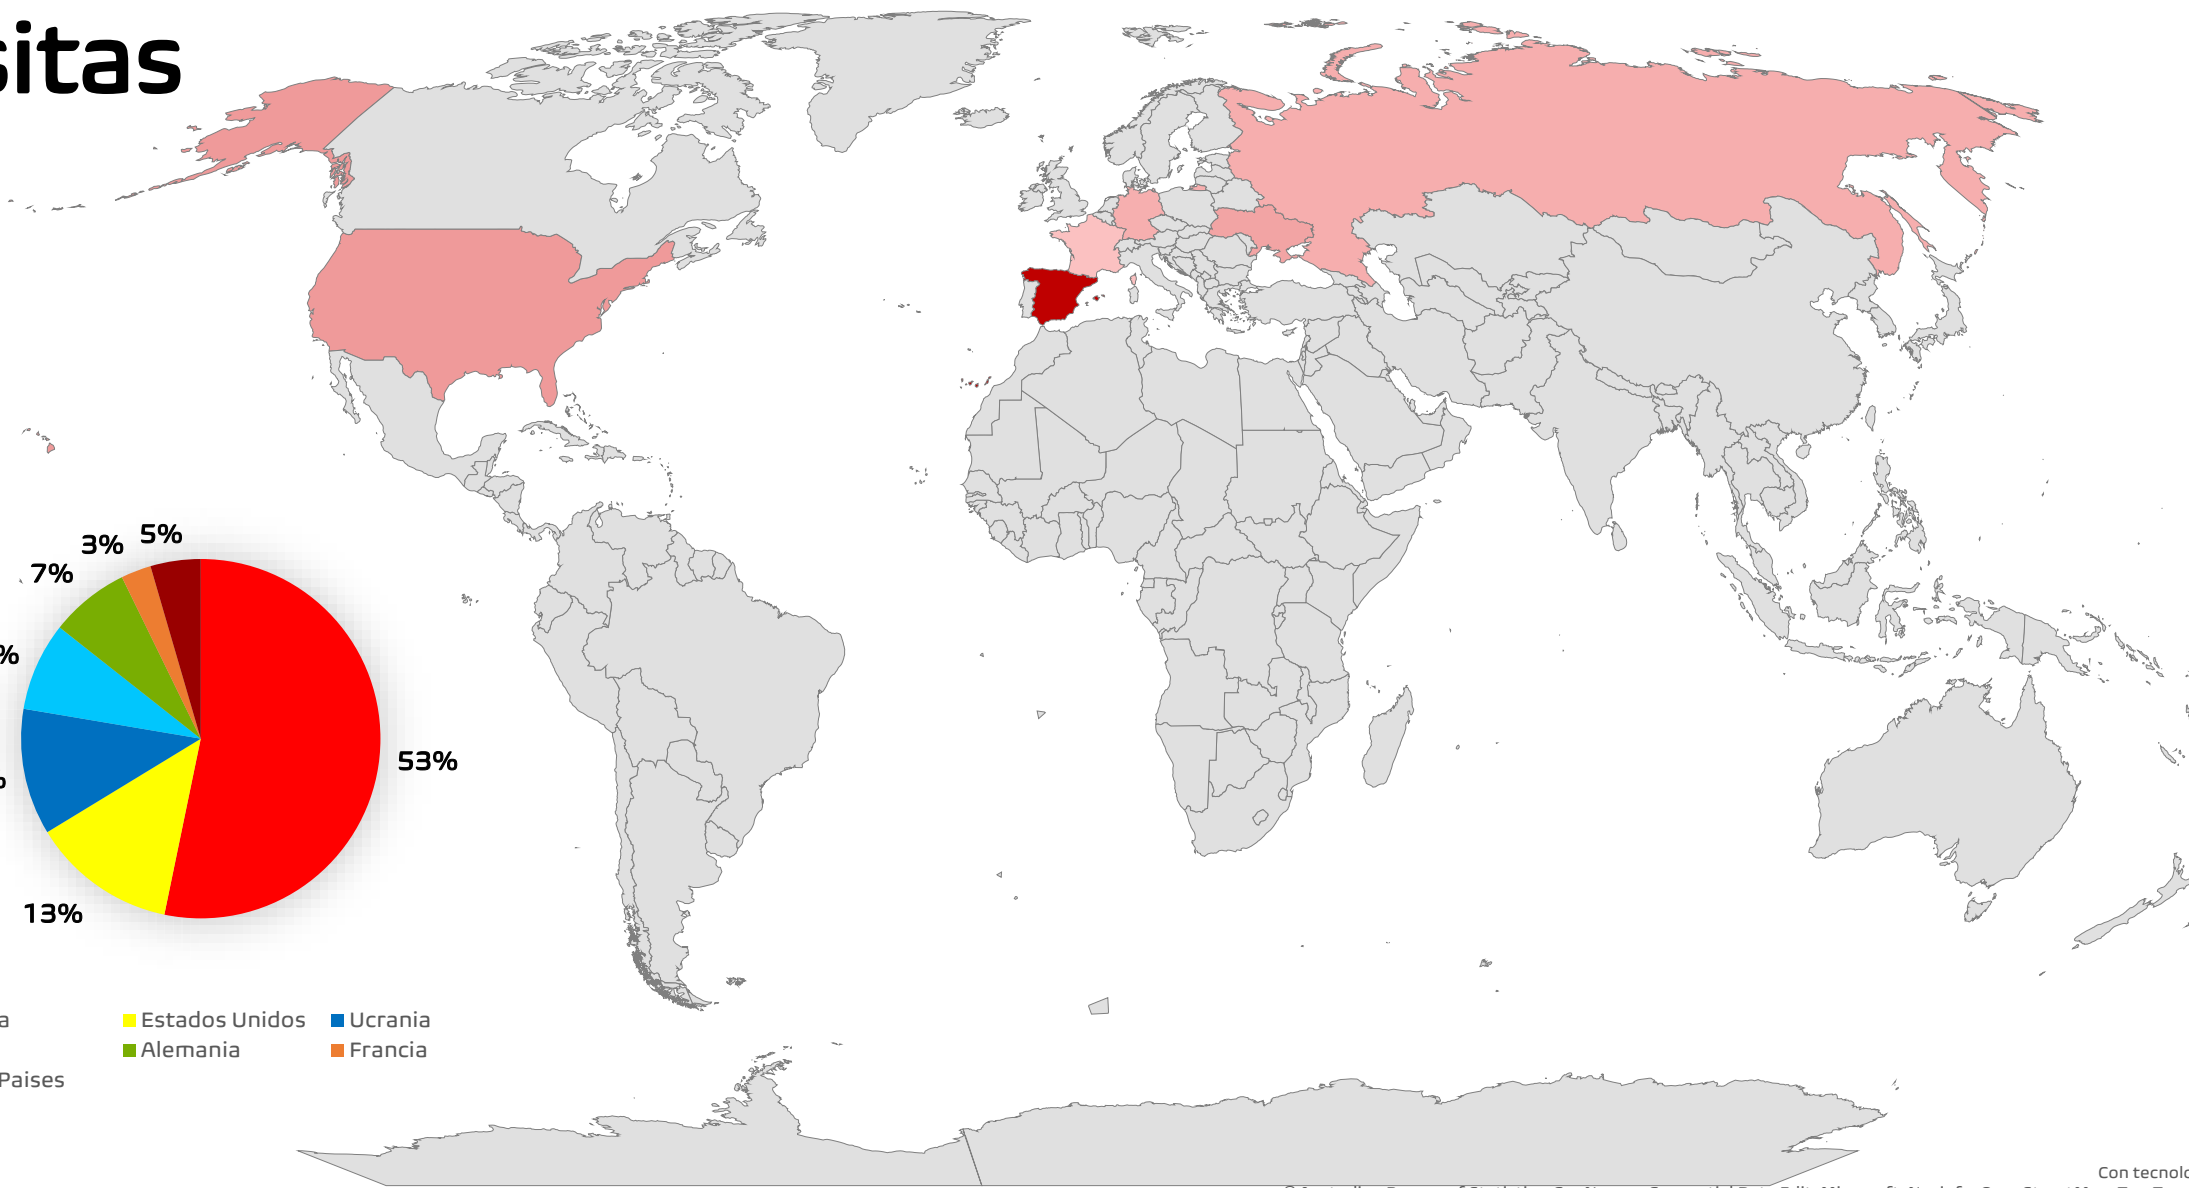 sitas
5%
3%
7%
%
53%
%
13%
a
Estados Unidos
Ucrania
Alemania
Francia
Paises
Con tecnolo